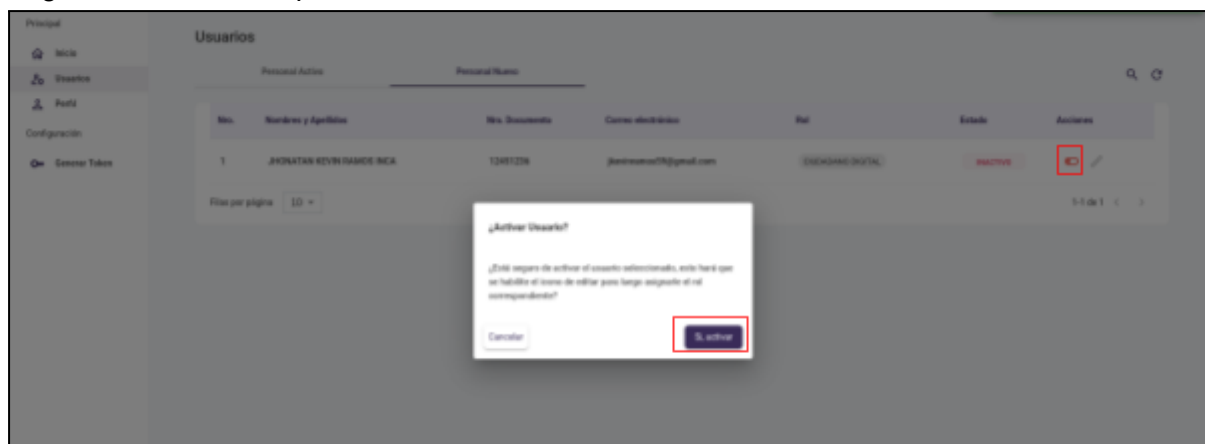 Principal
Inicio
Usuarios
Perfil
Configuración
Generar Token
Usuarios
Personal Activo
Personal Nuevo
Nro. Nombres y Apellidos Nro. Documento Correo electrónico Rol Estado Acciones
1 JHONATAN KEVIN RAMOS INCA CIUDADANO DIGITAL INACTIVO
Filas por página 10
1-1 de 1
¿Activar Usuario?
¿Está seguro de activar el usuario seleccionado, esto hará que
se habilite el icono de editar para luego asignarle el rol
correspondiente?
Cancelar
Sí, activar